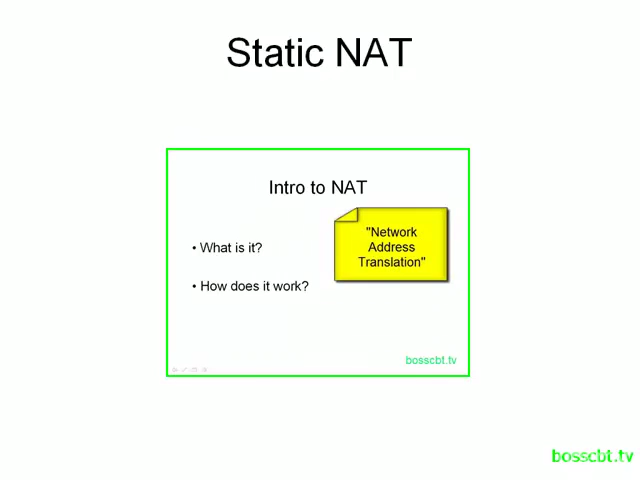 Static NAT
Intro to NAT
• What is it?
• How does it work?
"Network
Address
Translation"
bosscbt.tv
bosscbt.tv